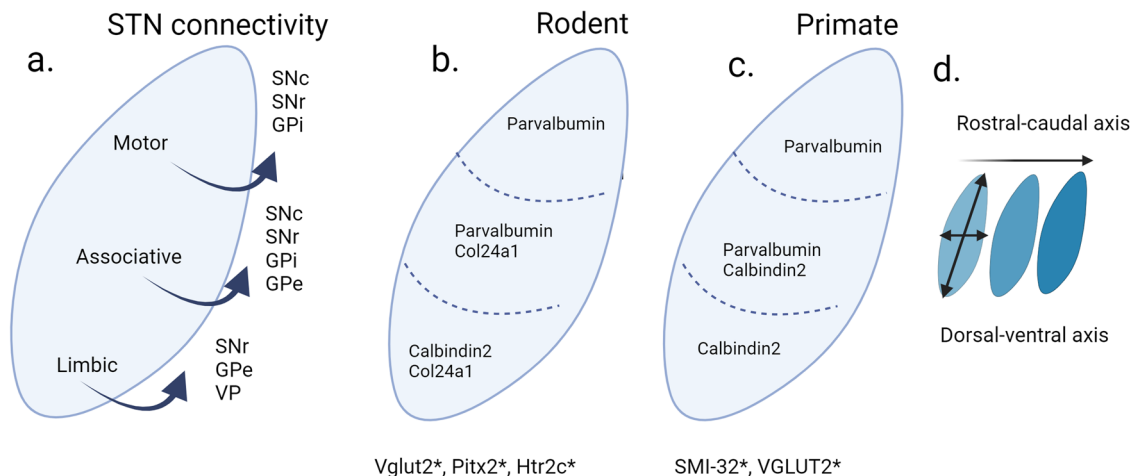 STN connectivity
Rodent
Primate
a.
SNc
SNr
GPi
Motor
SNc
SNr
GPi
GPe
Associative
SNr
GPe
VP
Limbic
b.
Parvalbumin
Parvalbumin
Col24a1
Calbindin2
Col24a1
Vglut2*, Pitx2*, Htr2c*
c.
Parvalbumin
Parvalbumin
Calbindin2
Calbindin2
SMI-32*, VGLUT2*
d.
Rostral-caudal axis
Dorsal-ventral axis